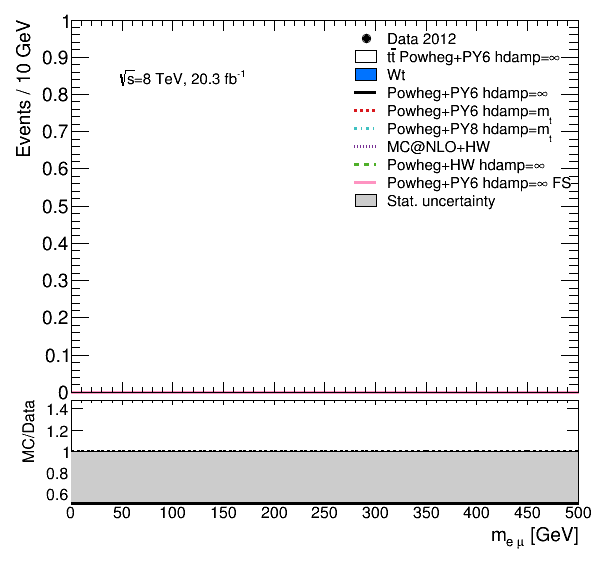 Events / 10 GeV
1
0.9
0.8
0.7
0.6
0.5
0.4
0.3
0.2
0.1
0
√s=8 TeV, 20.3 fb⁻¹
Data 2012
tt̄ Powheg+PY6 hdamp=∞
Wt
Powheg+PY6 hdamp=∞
Powheg+PY6 hdamp=mₜ
Powheg+PY8 hdamp=mₜ
MC@NLO+HW
Powheg+HW hdamp=∞
Powheg+PY6 hdamp=∞ FS
Stat. uncertainty
MC/Data
1.4
1.2
1
0.8
0.6
0 50 100 150 200 250 300 350 400 450 500
m_{e μ} [GeV]